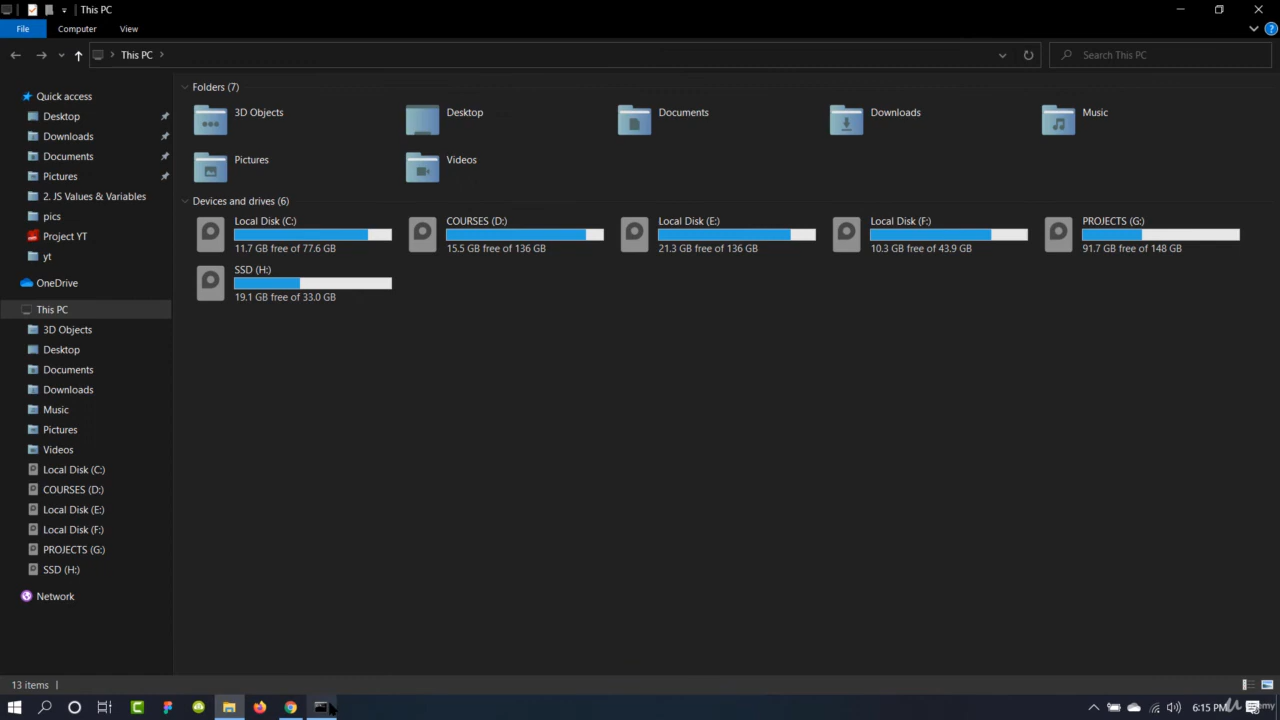 This PC
File
Computer
View
This PC
Search This PC
Quick access
Desktop
Downloads
Documents
Pictures
2. JS Values & Variables
pics
Project YT
yt
OneDrive
This PC
3D Objects
Desktop
Documents
Downloads
Music
Pictures
Videos
Local Disk (C:)
COURSES (D:)
Local Disk (E:)
Local Disk (F:)
PROJECTS (G:)
SSD (H:)
Network
Folders (7)
3D Objects
Desktop
Documents
Downloads
Music
Pictures
Videos
Devices and drives (6)
Local Disk (C:)
11.7 GB free of 77.6 GB
COURSES (D:)
15.5 GB free of 136 GB
Local Disk (E:)
21.3 GB free of 136 GB
Local Disk (F:)
10.3 GB free of 43.9 GB
PROJECTS (G:)
91.7 GB free of 148 GB
SSD (H:)
19.1 GB free of 33.0 GB
13 items
6:15 PM